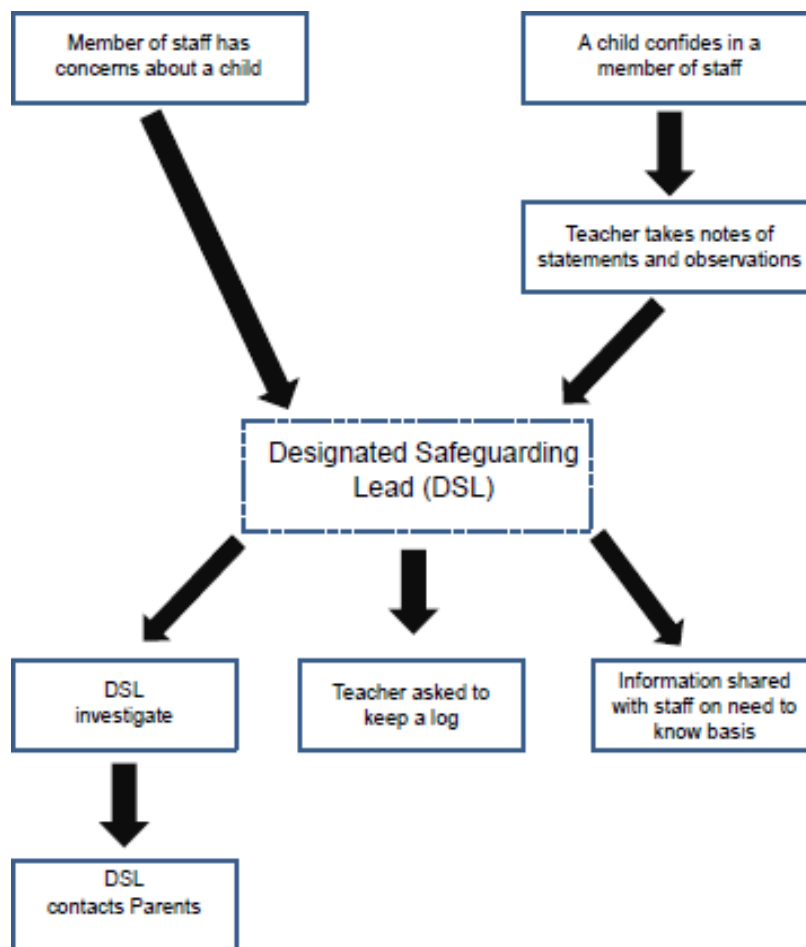 Member of staff has
concerns about a child
A child confides in a
member of staff
Teacher takes notes of
statements and observations
Designated Safeguarding
Lead (DSL)
DSL
investigate
Teacher asked to
keep a log
Information shared
with staff on need to
know basis
DSL
contacts Parents